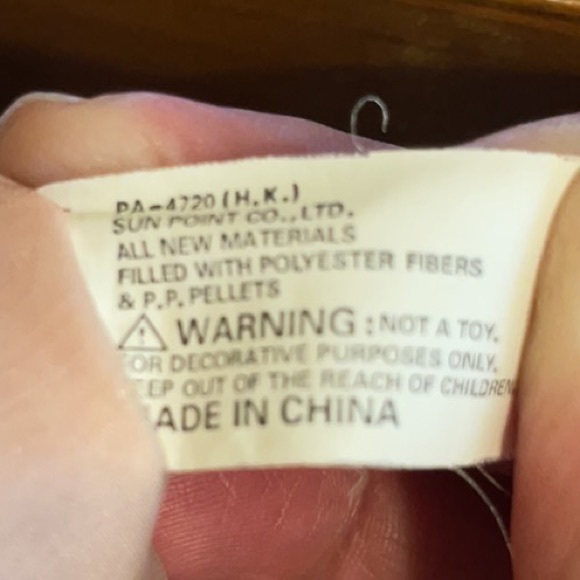 PA-4720 (H.K.)
SUN POINT CO., LTD.
ALL NEW MATERIALS
FILLED WITH POLYESTER FIBERS
& P.P. PELLETS
WARNING : NOT A TOY.
OR DECORATIVE PURPOSES ONLY.
EP OUT OF THE REACH OF CHILDREN
ADE IN CHINA